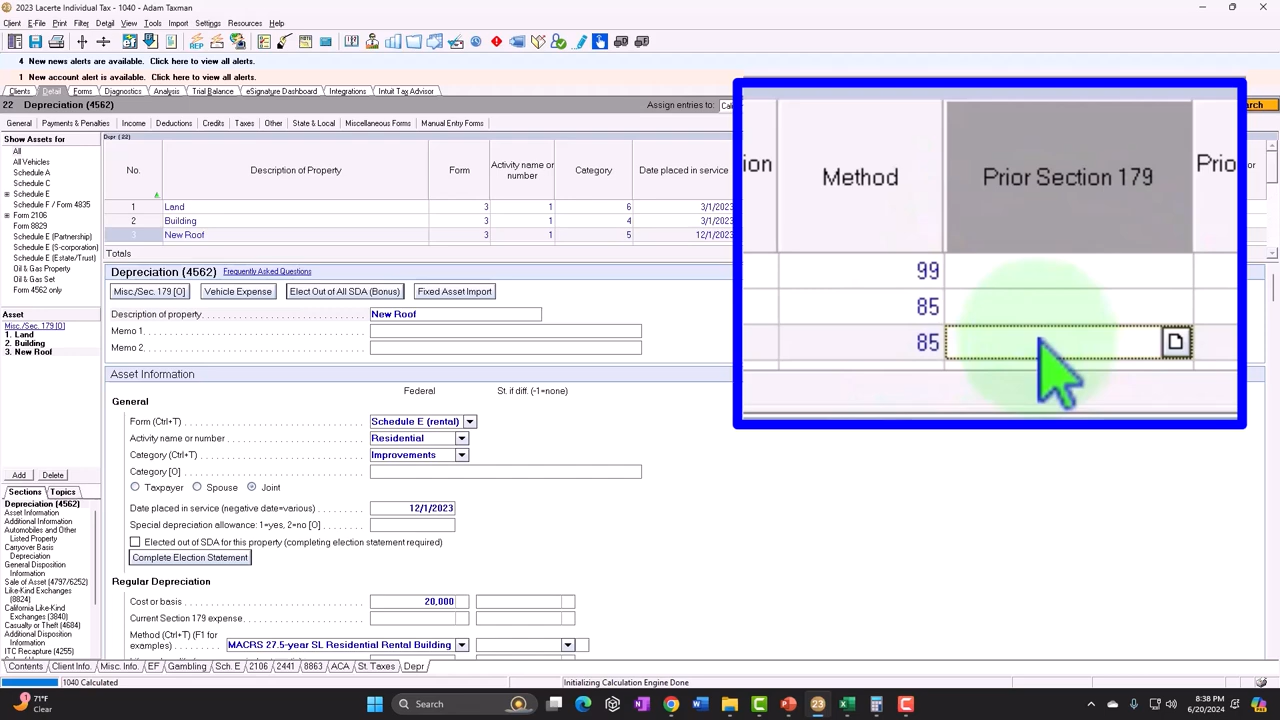 2023 Lacerte Individual Tax - 1040 - Adam Taxman
Client E-File Print Filter Detail View Tools Import Settings Resources Help
4 New news alerts are available. Click here to view all alerts.
1 New account alert is available. Click here to view all alerts.
Clients Detail Forms Diagnostics Analysis Trial Balance eSignature Dashboard Integrations Intuit Tax Advisor
22 Depreciation (4562) Assign entries to:
General Payments & Penalties Income Deductions Credits Taxes Other State & Local Miscellaneous Forms Manual Entry Forms
Show Assets for
All
All Vehicles
Schedule A
Schedule C
Schedule E
Schedule F / Form 4835
Form 2106
Form 8829
Schedule E (Partnership)
Schedule E (S-corporation)
Schedule E (Estate/Trust)
Oil & Gas Property
Oil & Gas Set
Form 4562 only
Asset
Misc./Sec. 179 [O]
1. Land
2. Building
3. New Roof
Add Delete
Sections Topics
Depreciation (4562)
Asset Information
Additional Information
Automobiles and Other
Listed Property
Carryover Basis
Depreciation
General Disposition
Information
Sale of Asset (4797/6252)
Like-Kind Exchanges
(8824)
California Like-Kind
Exchanges (3840)
Casualty or Theft (4684)
Additional Disposition
Information
ITC Recapture (4255)
Depr (22)
No. Description of Property Form Activity name or number Category Date placed in service
1 Land 3 1 6 3/1/2023
2 Building 3 1 4 3/1/2023
3 New Roof 3 1 5 12/1/2023
Totals
Method Prior Section 179
99
85
85
Depreciation (4562) Frequently Asked Questions
Misc./Sec. 179 [O] Vehicle Expense Elect Out of All SDA (Bonus) Fixed Asset Import
Description of property New Roof
Memo 1
Memo 2
Asset Information
Federal St. if diff. (-1=none)
General
Form (Ctrl+T) Schedule E (rental)
Activity name or number Residential
Category (Ctrl+T) Improvements
Category [O]
Taxpayer Spouse Joint
Date placed in service (negative date=various) 12/1/2023
Special depreciation allowance: 1=yes, 2=no [O]
Elected out of SDA for this property (completing election statement required)
Complete Election Statement
Regular Depreciation
Cost or basis 20,000
Current Section 179 expense
Method (Ctrl+T) (F1 for
examples) MACRS 27.5-year SL Residential Rental Building
Contents Client Info. Misc. Info. EF Gambling Sch. E 2106 2441 8863 ACA St. Taxes Depr
1040 Calculated Initializing Calculation Engine Done
71°F
Clear
Search
8:38 PM
6/20/2024